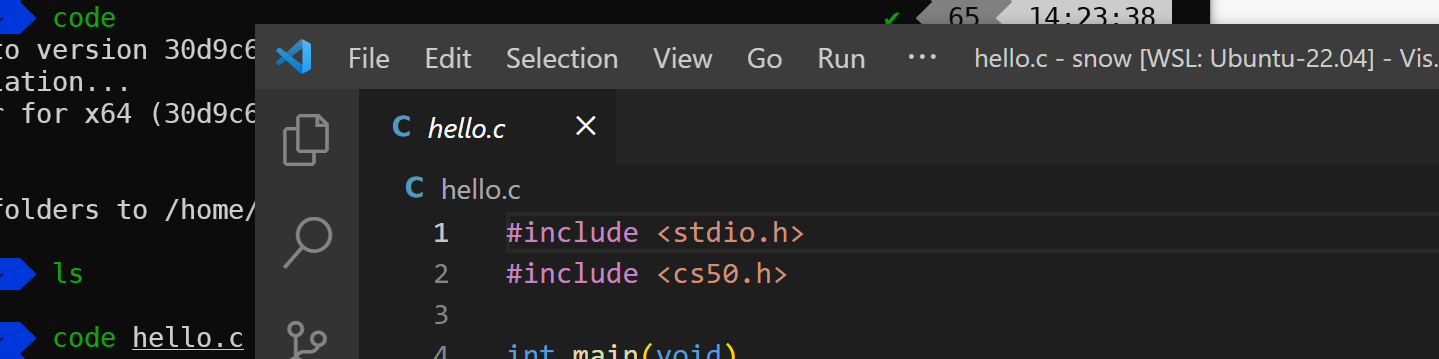 code
✔ 65 14:23:38
to version 30d9c6
lation...
r for x64 (30d9c6
folders to /home/
ls
code hello.c
File Edit Selection View Go Run ··· hello.c - snow [WSL: Ubuntu-22.04] - Vis.
C hello.c ×
C hello.c
1 #include <stdio.h>
2 #include <cs50.h>
3
4 int main(void)